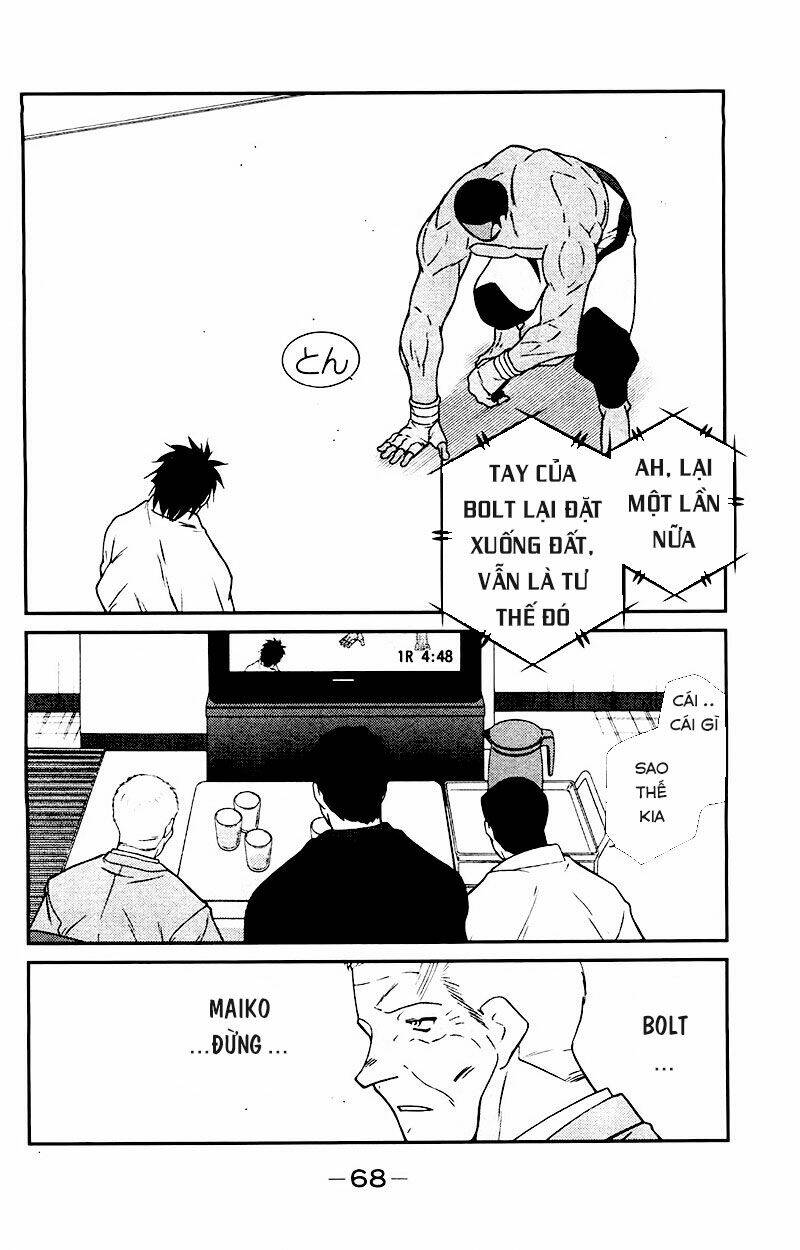 とん
AH, LẠI
MỘT LẦN
NỮA
TAY CỦA
BOLT LẠI ĐẶT
XUỐNG ĐẤT,
VẪN LÀ TƯ
THẾ ĐÓ
1R 4:48
CÁI ..
CÁI GÌ
SAO
THẾ
KIA
BOLT
...
MAIKO
...ĐỪNG ...
-68-